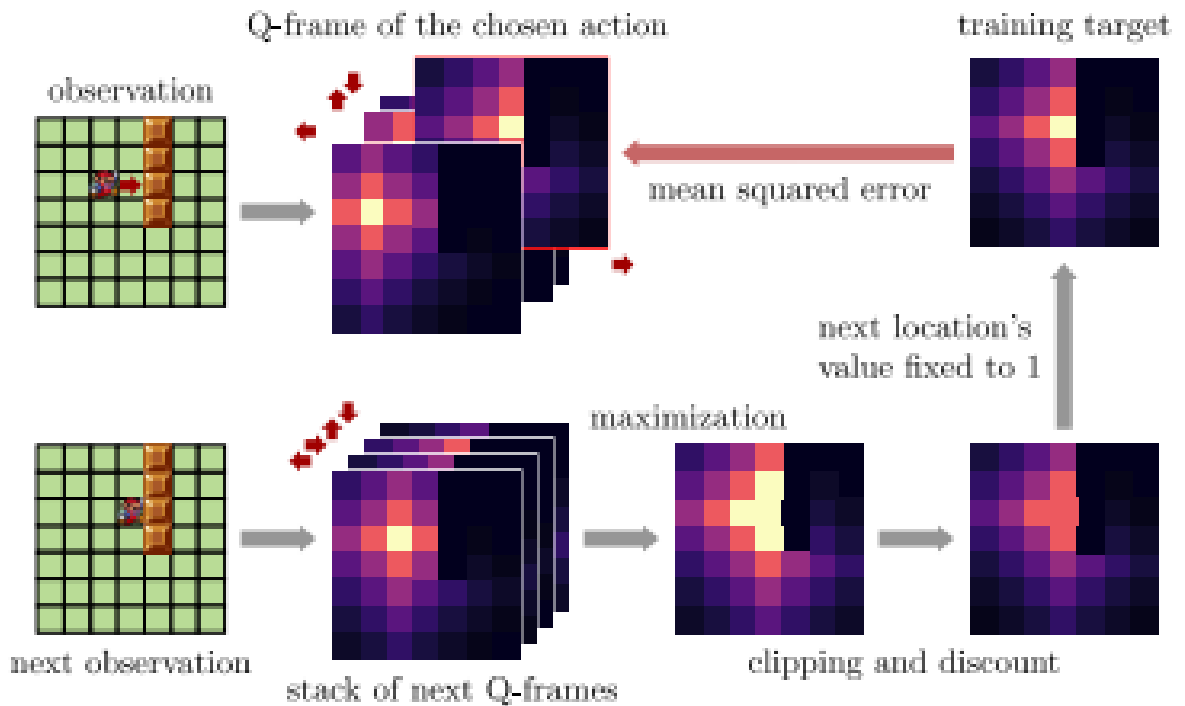 Q-frame of the chosen action
training target
observation
mean squared error
next location's
value fixed to 1
maximization
next observation
stack of next Q-frames
clipping and discount